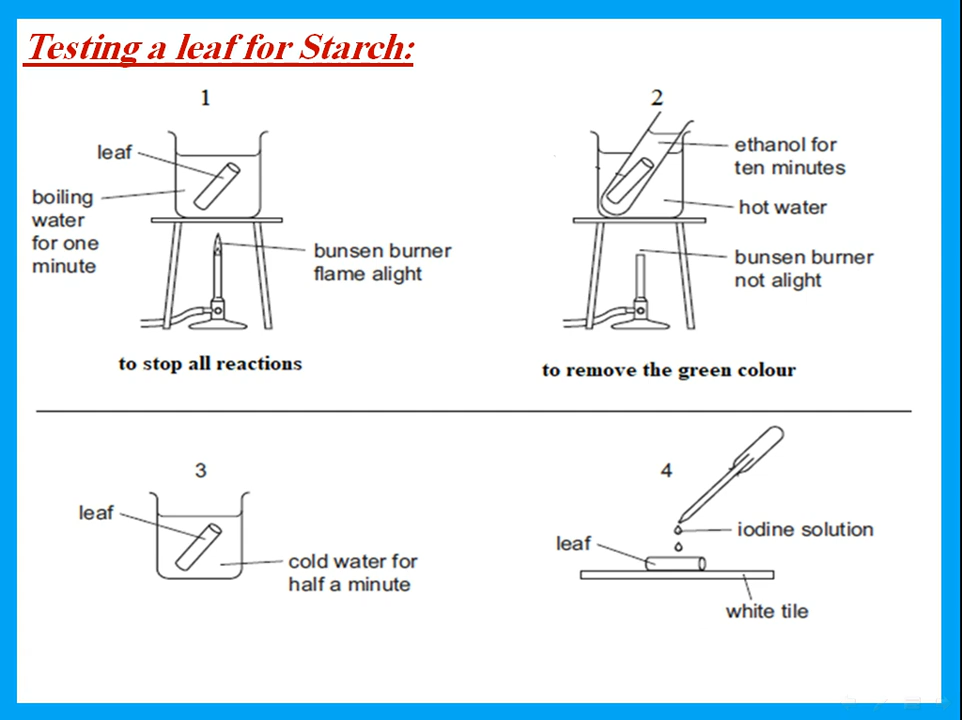 Testing a leaf for Starch:
1
leaf
boiling
water
for one
minute
bunsen burner
flame alight
to stop all reactions
2
ethanol for
ten minutes
hot water
bunsen burner
not alight
to remove the green colour
3
leaf
cold water for
half a minute
4
iodine solution
leaf
white tile